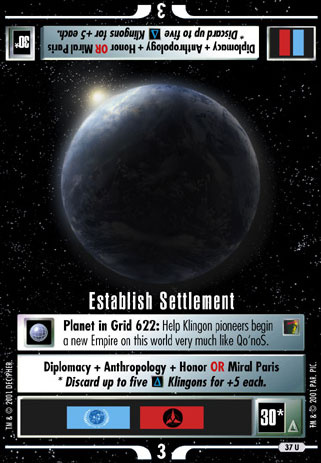 3
Diplomacy + Anthropology + Honor OR Miral Paris
* Discard up to five Klingons for +5 each.
30*
Establish Settlement
Planet in Grid 622: Help Klingon pioneers begin
a new Empire on this world very much like Qo'noS.
Diplomacy + Anthropology + Honor OR Miral Paris
* Discard up to five Klingons for +5 each.
30*
3
37 U
TM & © 2001 DECIPHER.
TM & © 2001 PAR. PIC.